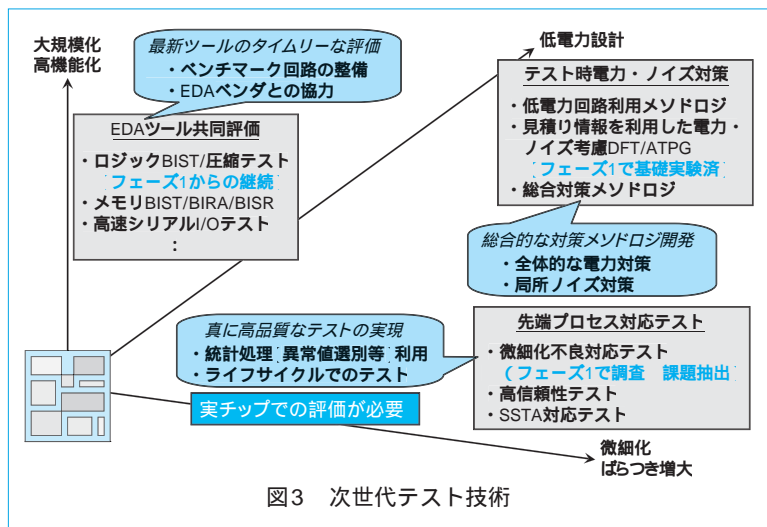 大規模化
高機能化
最新ツールのタイムリーな評価
・ベンチマーク回路の整備
・EDAベンダとの協力
EDAツール共同評価
・ロジックBIST/圧縮テスト
フェーズ1からの継続
・メモリBIST/BIRA/BISR
・高速シリアルI/Oテスト
：
低電力設計
テスト時電力・ノイズ対策
・低電力回路利用メソドロジ
・見積り情報を利用した電力・
ノイズ考慮DFT/ATPG
フェーズ1で基礎実験済
・総合対策メソドロジ
総合的な対策メソドロジ開発
・全体的な電力対策
・局所ノイズ対策
真に高品質なテストの実現
・統計処理 異常値選別等 利用
・ライフサイクルでのテスト
実チップでの評価が必要
先端プロセス対応テスト
・微細化不良対応テスト
（フェーズ1で調査 課題抽出
・高信頼性テスト
・SSTA対応テスト
微細化
ばらつき増大
図3 次世代テスト技術